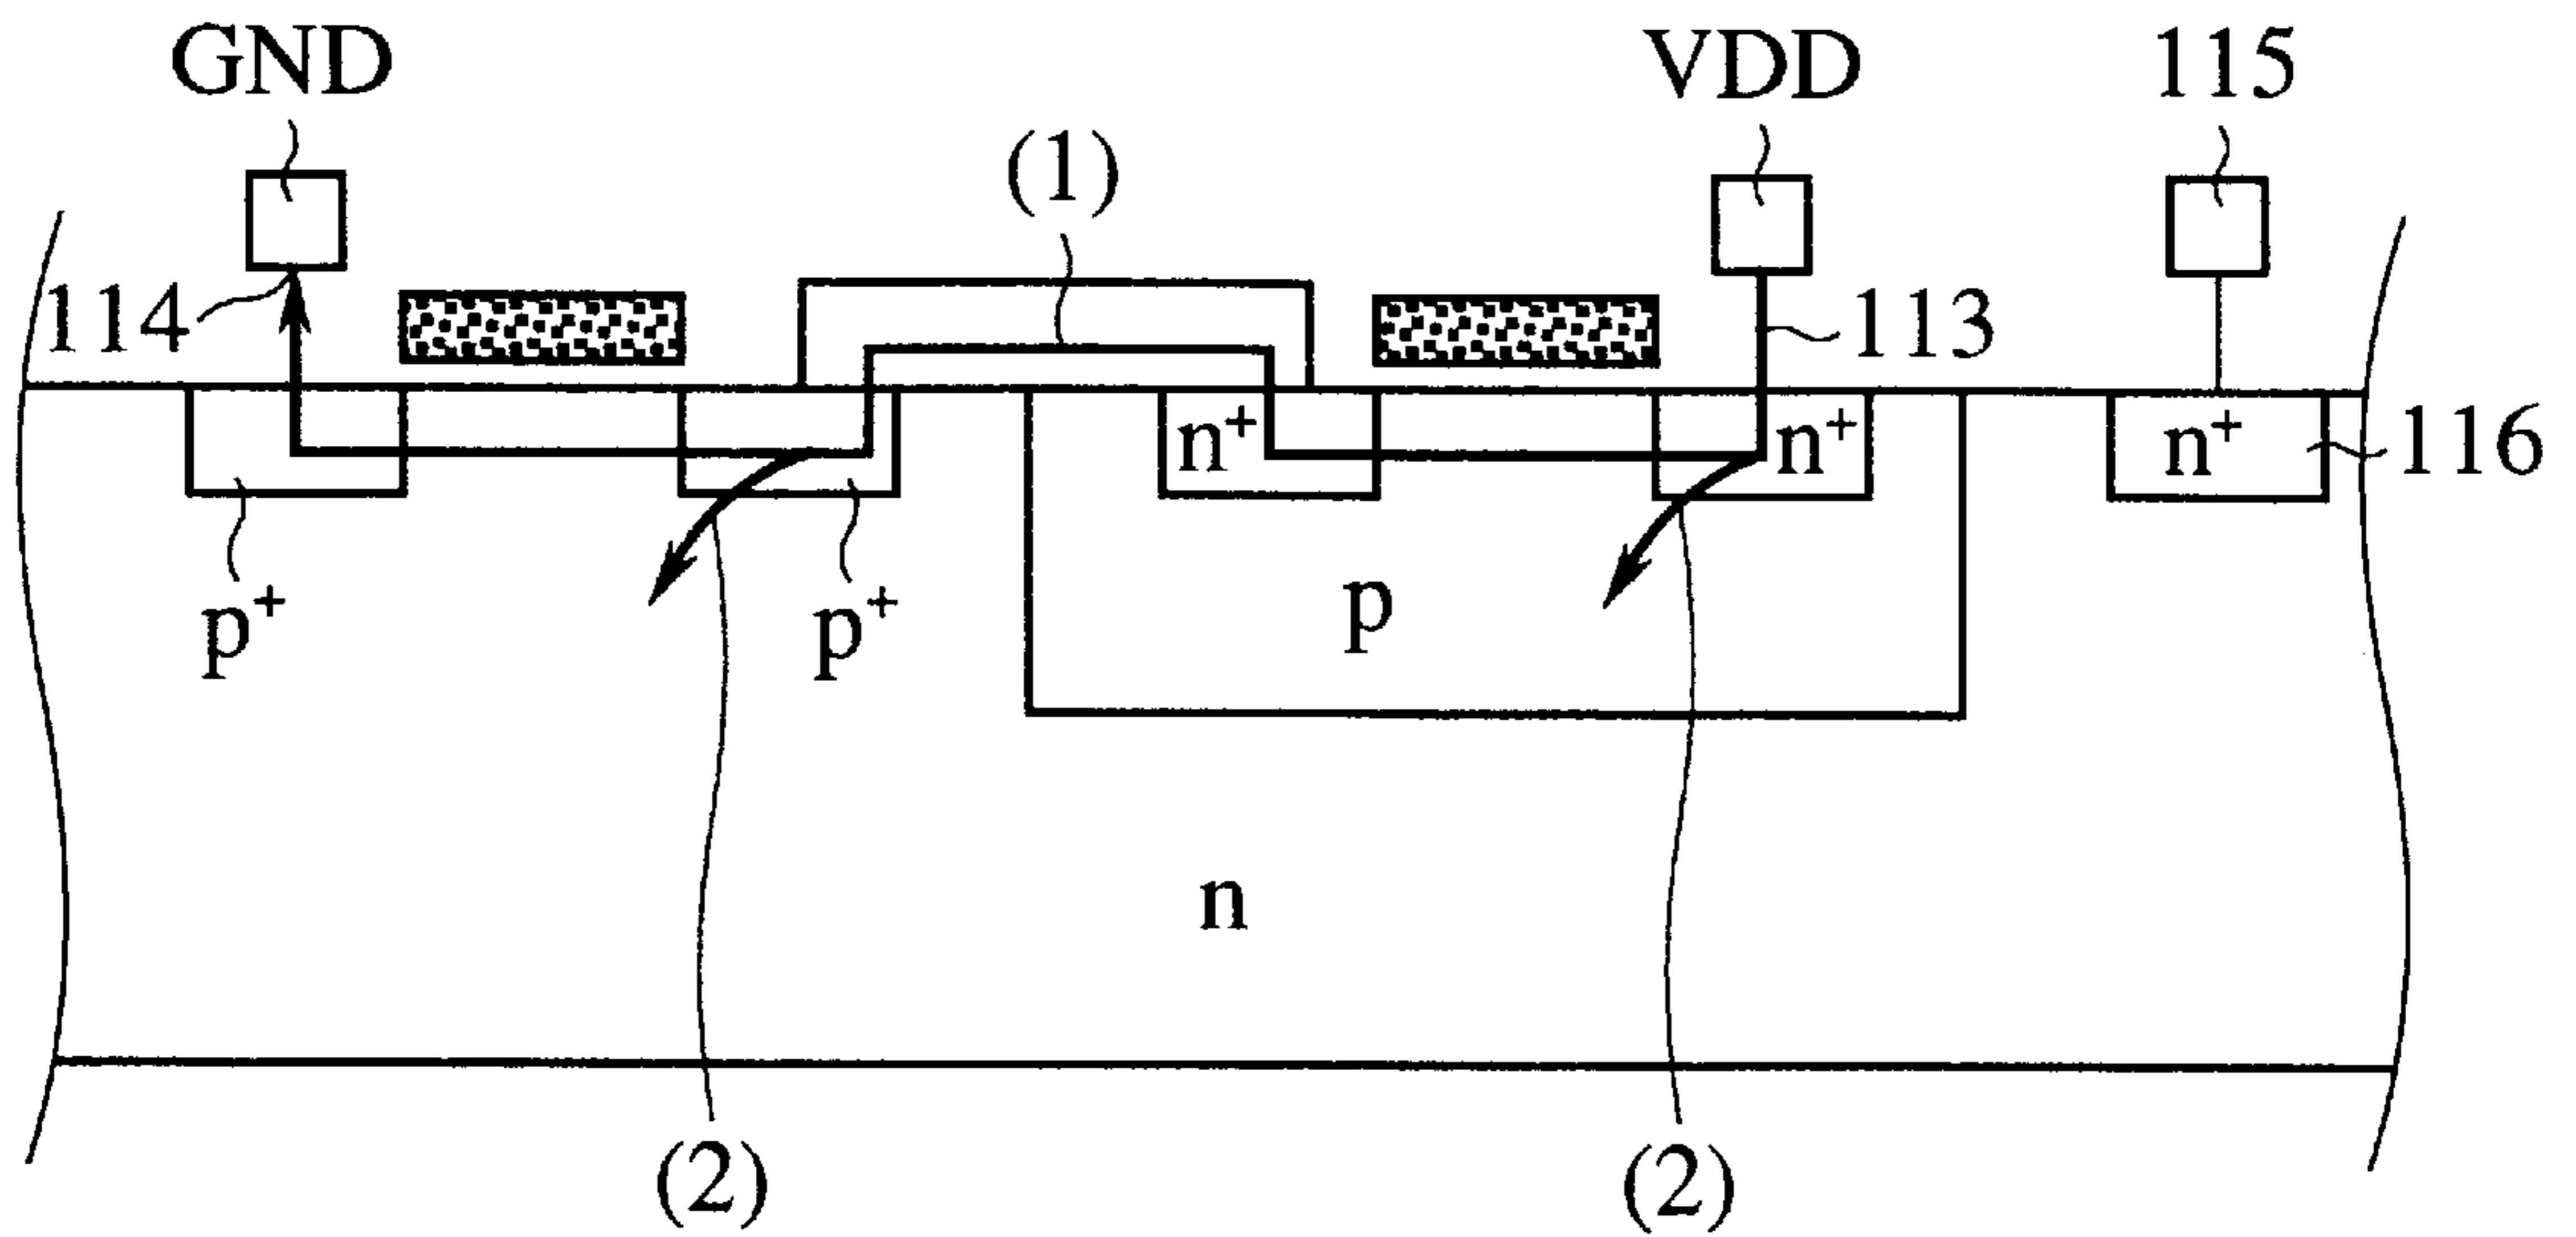 GND VDD 115
(1)
114 113
n⁺ n⁺ n⁺ 116
p⁺ p⁺ p
n
(2) (2)